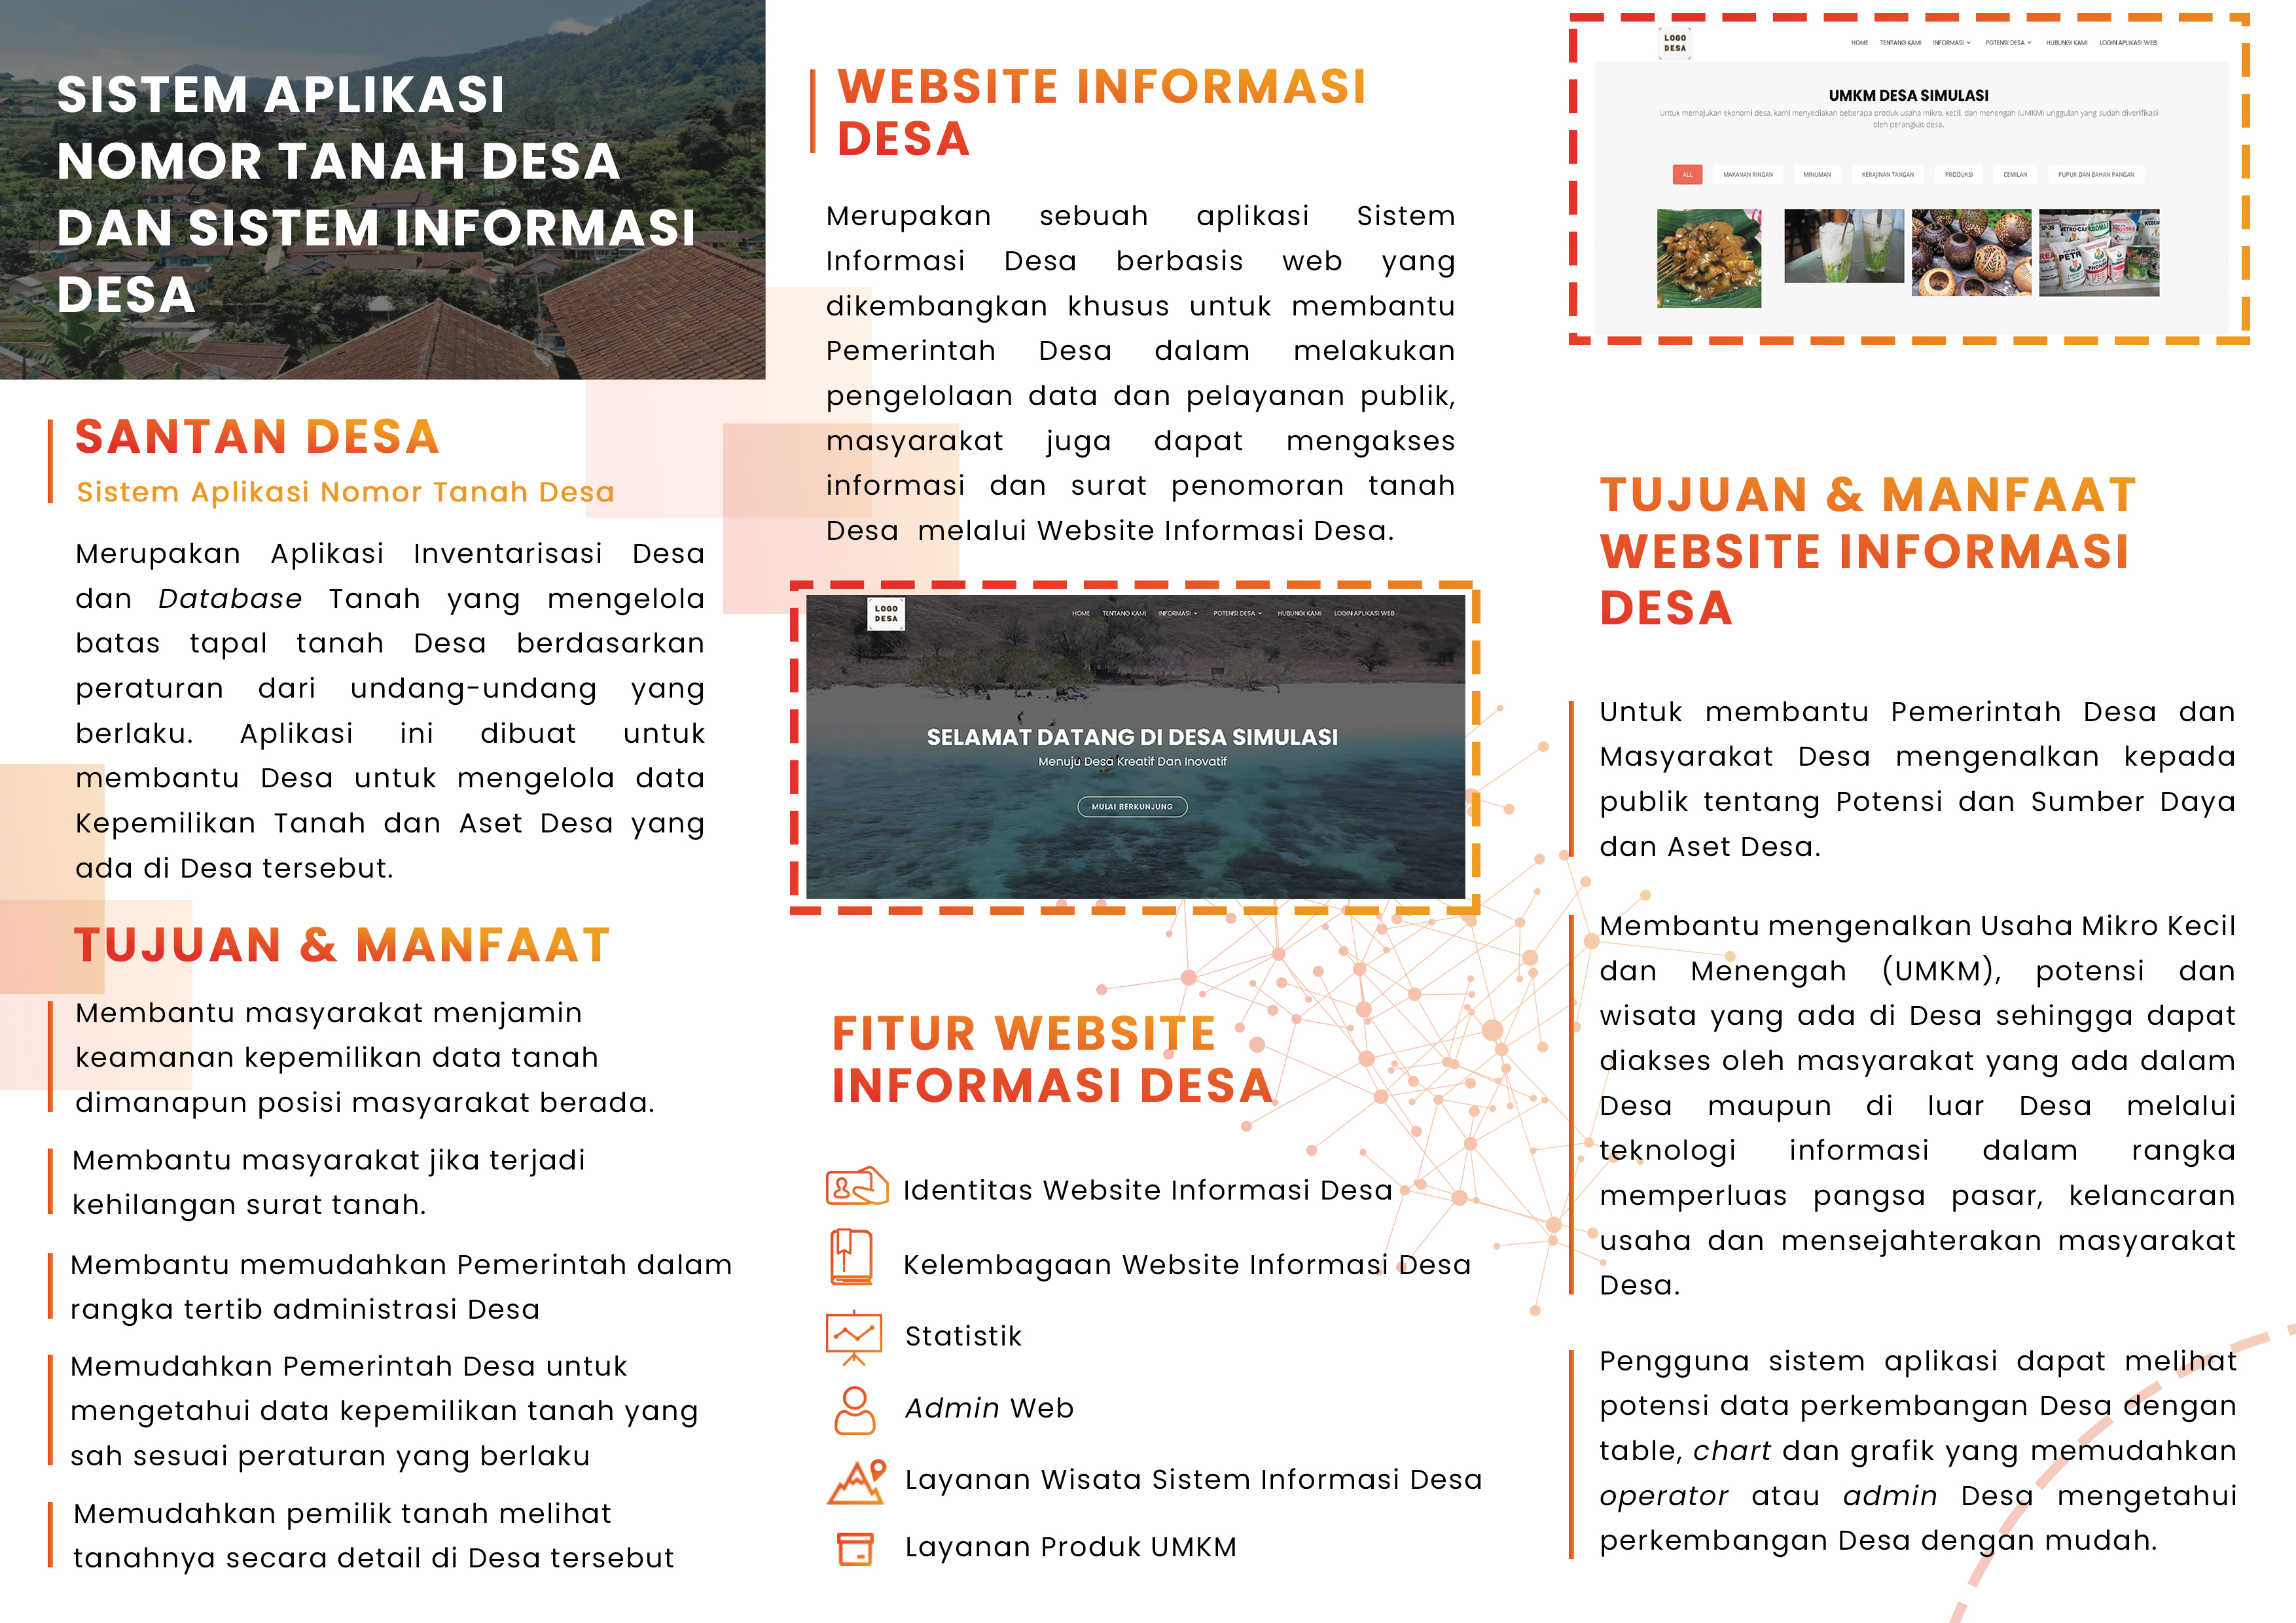 SISTEM APLIKASI
NOMOR TANAH DESA
DAN SISTEM INFORMASI
DESA
SANTAN DESA
Sistem Aplikasi Nomor Tanah Desa
Merupakan Aplikasi Inventarisasi Desa
dan Database Tanah yang mengelola
batas tapal tanah Desa berdasarkan
peraturan dari undang-undang yang
berlaku. Aplikasi ini dibuat untuk
membantu Desa untuk mengelola data
Kepemilikan Tanah dan Aset Desa yang
ada di Desa tersebut.
TUJUAN & MANFAAT
Membantu masyarakat menjamin
keamanan kepemilikan data tanah
dimanapun posisi masyarakat berada.
Membantu masyarakat jika terjadi
kehilangan surat tanah.
Membantu memudahkan Pemerintah dalam
rangka tertib administrasi Desa
Memudahkan Pemerintah Desa untuk
mengetahui data kepemilikan tanah yang
sah sesuai peraturan yang berlaku
Memudahkan pemilik tanah melihat
tanahnya secara detail di Desa tersebut
WEBSITE INFORMASI
DESA
Merupakan sebuah aplikasi Sistem
Informasi Desa berbasis web yang
dikembangkan khusus untuk membantu
Pemerintah Desa dalam melakukan
pengelolaan data dan pelayanan publik,
masyarakat juga dapat mengakses
informasi dan surat penomoran tanah
Desa melalui Website Informasi Desa.
LOGO
DESA
HOME TENTANG KAMI INFORMASI POTENSI DESA HUBUNGI KAMI LOGIN APLIKASI WEB
SELAMAT DATANG DI DESA SIMULASI
Menuju Desa Kreatif Dan Inovatif
MULAI BERKUNJUNG
FITUR WEBSITE
INFORMASI DESA
Identitas Website Informasi Desa
Kelembagaan Website Informasi Desa
Statistik
Admin Web
Layanan Wisata Sistem Informasi Desa
Layanan Produk UMKM
LOGO
DESA
HOME TENTANG KAMI INFORMASI POTENSI DESA HUBUNGI KAMI LOGIN APLIKASI WEB
UMKM DESA SIMULASI
Untuk memajukan ekonomi desa, kami menyediakan beberapa produk usaha mikro, kecil, dan menengah (UMKM) unggulan yang sudah diverifikasi
oleh perangkat desa.
ALL MAKANAN RINGAN MINUMAN KERAJINAN TANGAN PRODUKSI CEMILAN PUPUK DAN BAHAN PANGAN
TUJUAN & MANFAAT
WEBSITE INFORMASI
DESA
Untuk membantu Pemerintah Desa dan
Masyarakat Desa mengenalkan kepada
publik tentang Potensi dan Sumber Daya
dan Aset Desa.
Membantu mengenalkan Usaha Mikro Kecil
dan Menengah (UMKM), potensi dan
wisata yang ada di Desa sehingga dapat
diakses oleh masyarakat yang ada dalam
Desa maupun di luar Desa melalui
teknologi informasi dalam rangka
memperluas pangsa pasar, kelancaran
usaha dan mensejahterakan masyarakat
Desa.
Pengguna sistem aplikasi dapat melihat
potensi data perkembangan Desa dengan
table, chart dan grafik yang memudahkan
operator atau admin Desa mengetahui
perkembangan Desa dengan mudah.